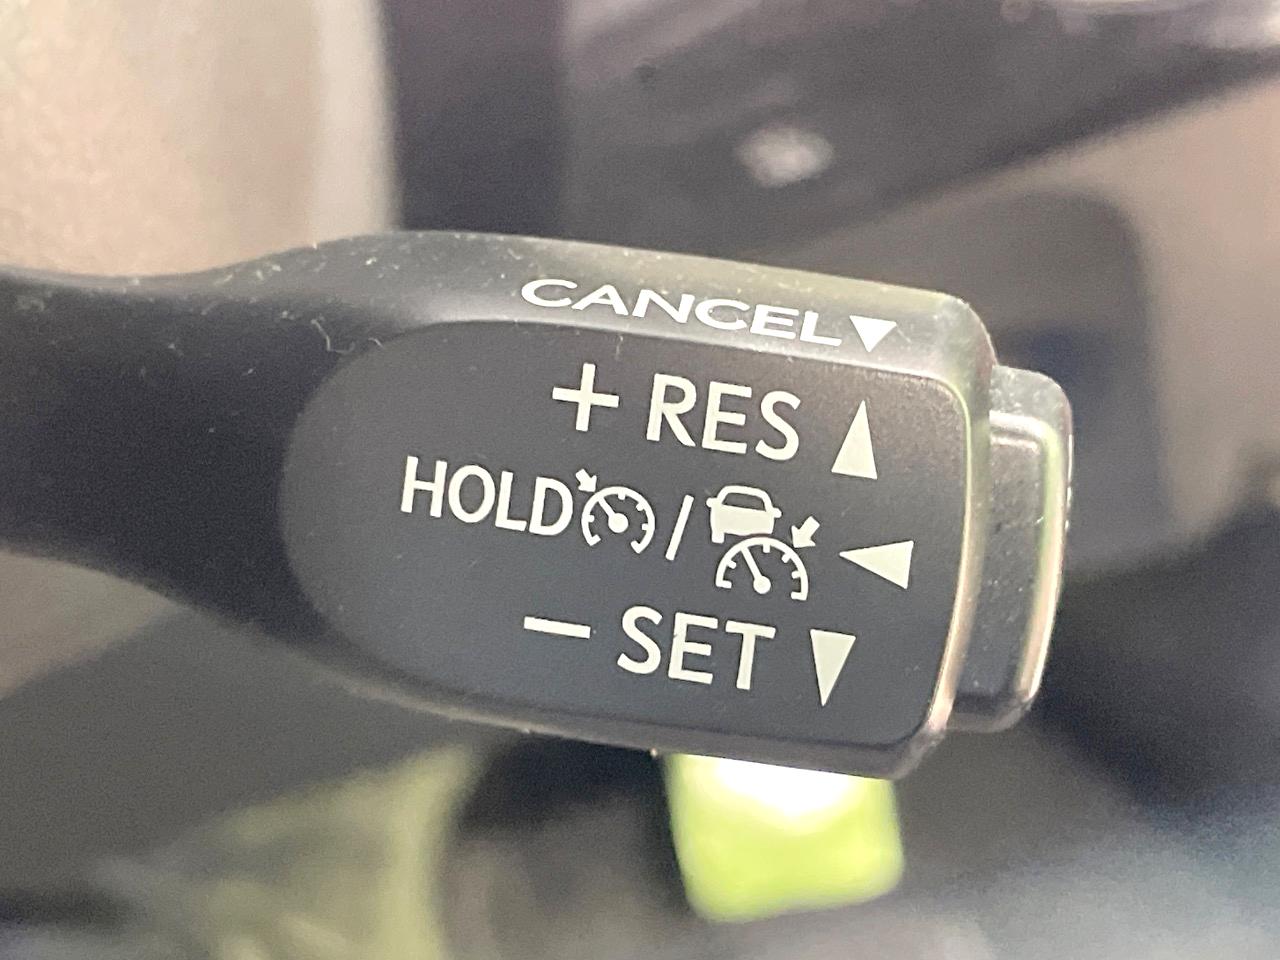 CANCEL▼
+ RES ▲
HOLD / ◀
− SET ▼